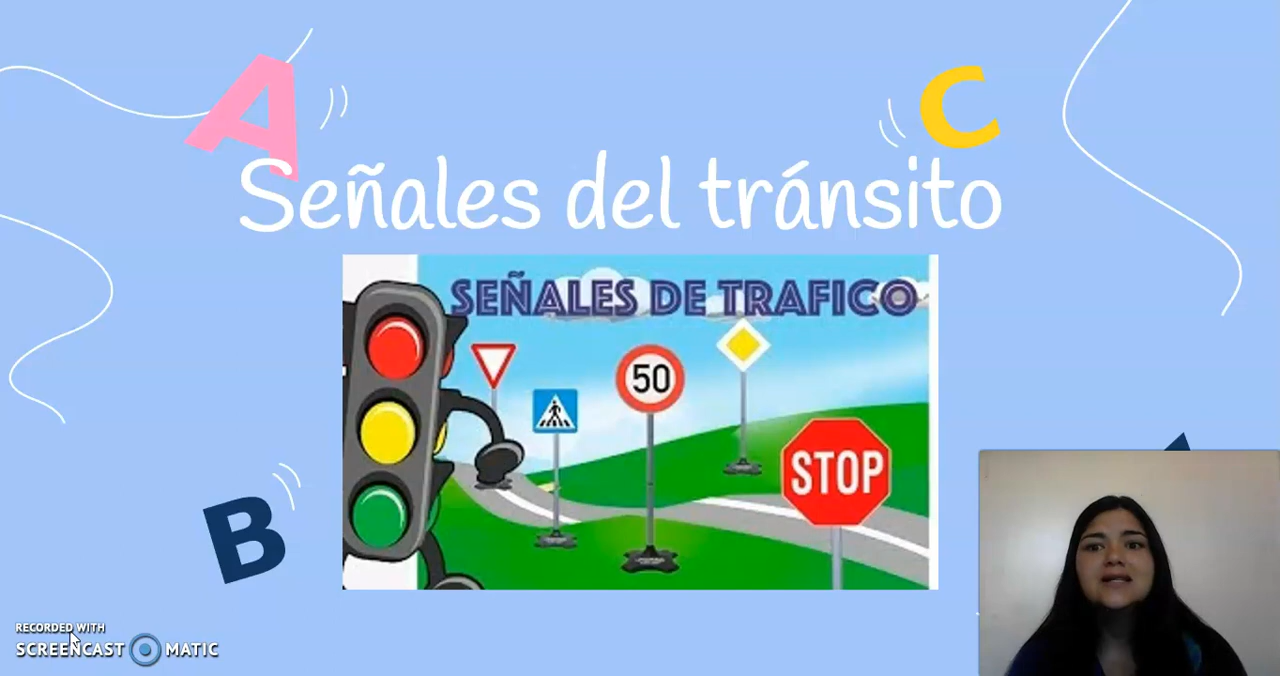 A
C
Señales del tránsito
SEÑALES DE TRAFICO
50
STOP
B
RECORDED WITH
SCREENCAST MATIC